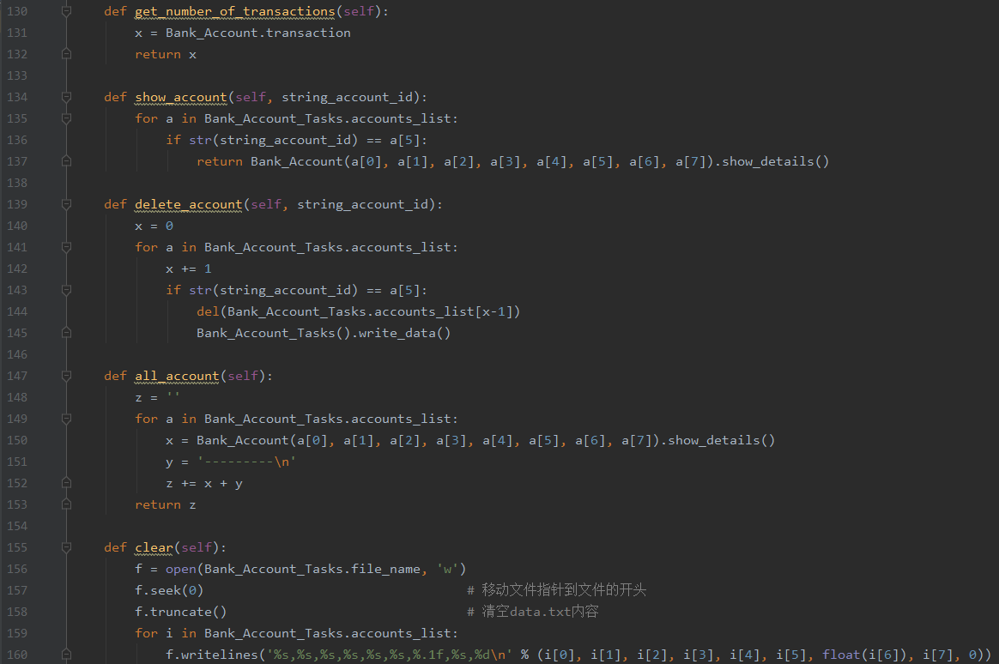 130 def get_number_of_transactions(self):
131 x = Bank_Account.transaction
132 return x
133
134 def show_account(self, string_account_id):
135 for a in Bank_Account_Tasks.accounts_list:
136 if str(string_account_id) == a[5]:
137 return Bank_Account(a[0], a[1], a[2], a[3], a[4], a[5], a[6], a[7]).show_details()
138
139 def delete_account(self, string_account_id):
140 x = 0
141 for a in Bank_Account_Tasks.accounts_list:
142 x += 1
143 if str(string_account_id) == a[5]:
144 del(Bank_Account_Tasks.accounts_list[x-1])
145 Bank_Account_Tasks().write_data()
146
147 def all_account(self):
148 z = ''
149 for a in Bank_Account_Tasks.accounts_list:
150 x = Bank_Account(a[0], a[1], a[2], a[3], a[4], a[5], a[6], a[7]).show_details()
151 y = '---------\n'
152 z += x + y
153 return z
154
155 def clear(self):
156 f = open(Bank_Account_Tasks.file_name, 'w')
157 f.seek(0) # 移动文件指针到文件的开头
158 f.truncate() # 清空data.txt内容
159 for i in Bank_Account_Tasks.accounts_list:
160 f.writelines('%s,%s,%s,%s,%s,%s,%.1f,%s,%d\n' % (i[0], i[1], i[2], i[3], i[4], i[5], float(i[6]), i[7], 0))